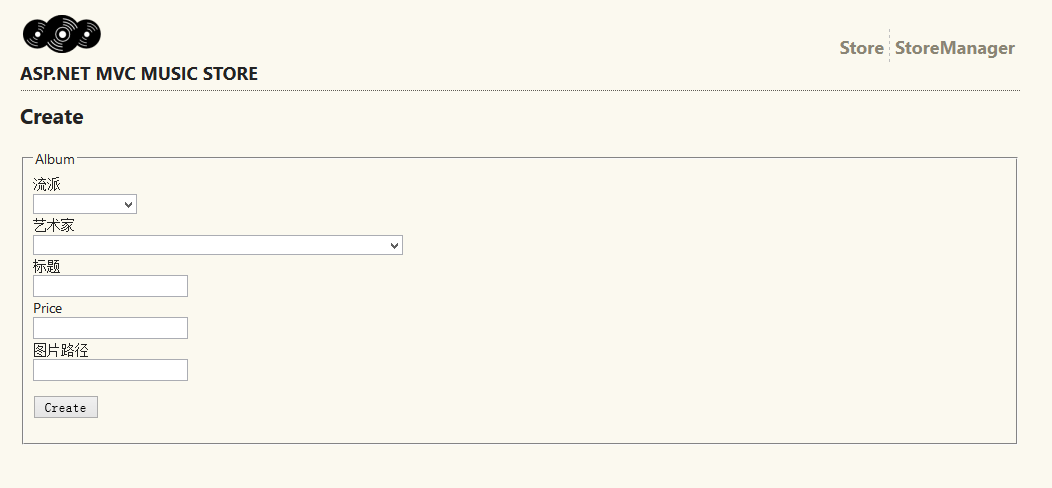 Store StoreManager
ASP.NET MVC MUSIC STORE
Create
Album
流派
艺术家
标题
Price
图片路径
Create